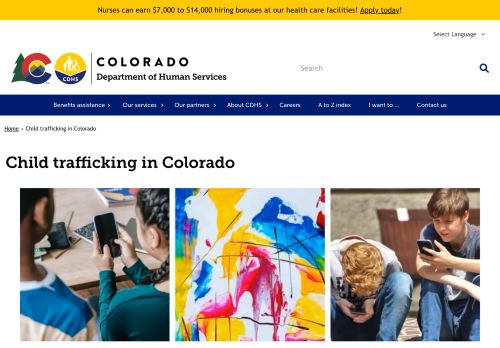 Nurses can earn $7,000 to $14,000 hiring bonuses at our health care facilities! Apply today!
Select Language
CDHS
COLORADO
Department of Human Services
Search
Benefits assistance › Our services › Our partners › About CDHS › Careers A to Z index I want to ... Contact us
Home › Child trafficking in Colorado
Child trafficking in Colorado